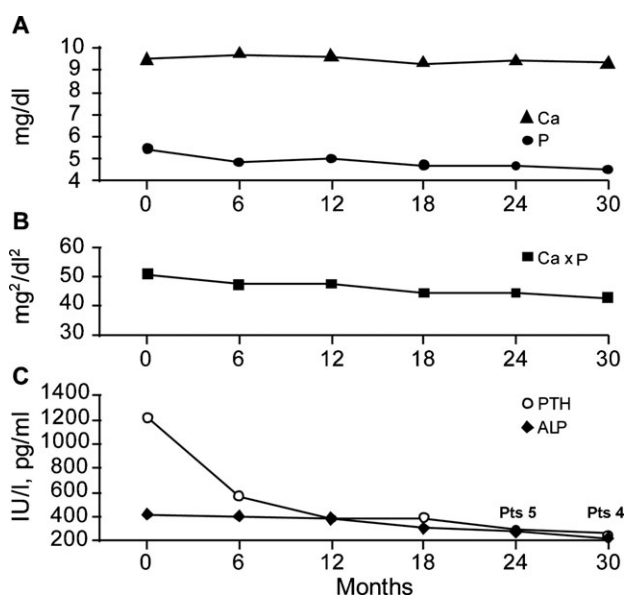 A
mg/dl
10
9
8
7
6
5
4
Ca
P
0 6 12 18 24 30
B
mg²/dl²
60
50
40
30
Ca x P
0 6 12 18 24 30
C
IU/l, pg/ml
1400
1200
1000
800
600
400
200
PTH
ALP
Pts 5 Pts 4
0 6 12 18 24 30
Months